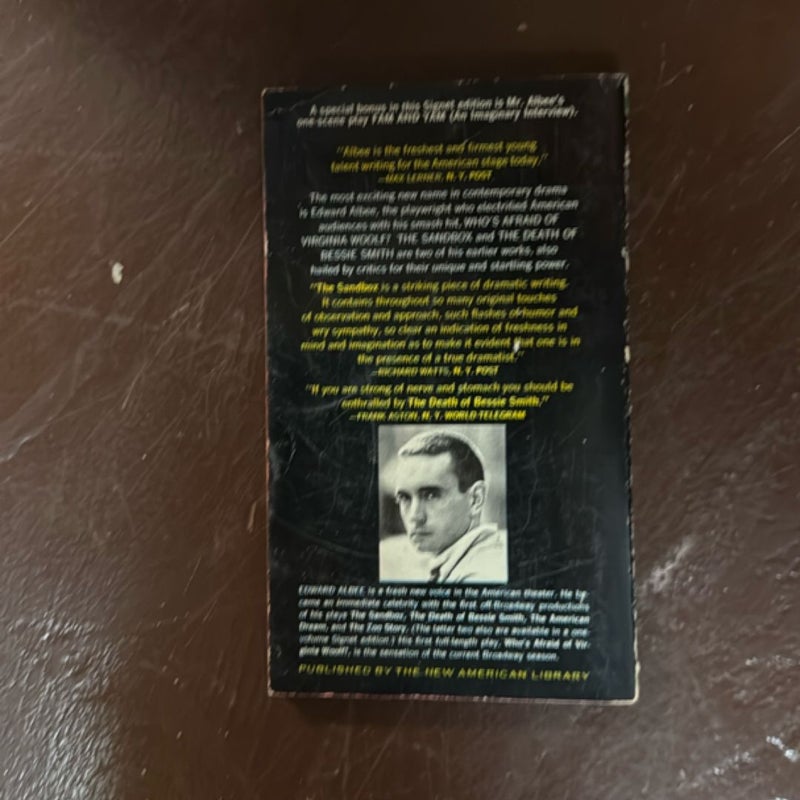 A special bonus in this Signet edition is Mr. Albee's
one-scene play FAM AND YAM (An Imaginary Interview).
"Albee is the freshest and firmest young
talent writing for the American stage today."
—MAX LERNER, N. Y. POST
The most exciting new name in contemporary drama
is Edward Albee, the playwright who electrified American
audiences with his smash hit, WHO'S AFRAID OF
VIRGINIA WOOLF? THE SANDBOX and THE DEATH OF
BESSIE SMITH are two of his earlier works, also
hailed by critics for their unique and startling power.
"The Sandbox is a striking piece of dramatic writing.
It contains throughout so many original touches
of observation and approach, such flashes of humor and
wry sympathy, so clear an indication of freshness in
mind and imagination as to make it evident that one is in
the presence of a true dramatist."
—RICHARD WATTS, N. Y. POST
"If you are strong of nerve and stomach you should be
enthralled by The Death of Bessie Smith."
—FRANK ASTON, N. Y. WORLD TELEGRAM
EDWARD ALBEE is a fresh new voice in the American theater. He be-
came an immediate celebrity with the first off-Broadway productions
of his plays The Sandbox, The Death of Bessie Smith, The American
Dream, and The Zoo Story. (The latter two also are available in a one-
volume Signet edition.) His first full-length play, Who's Afraid of Vir-
ginia Woolf?, is the sensation of the current Broadway season.
PUBLISHED BY THE NEW AMERICAN LIBRARY